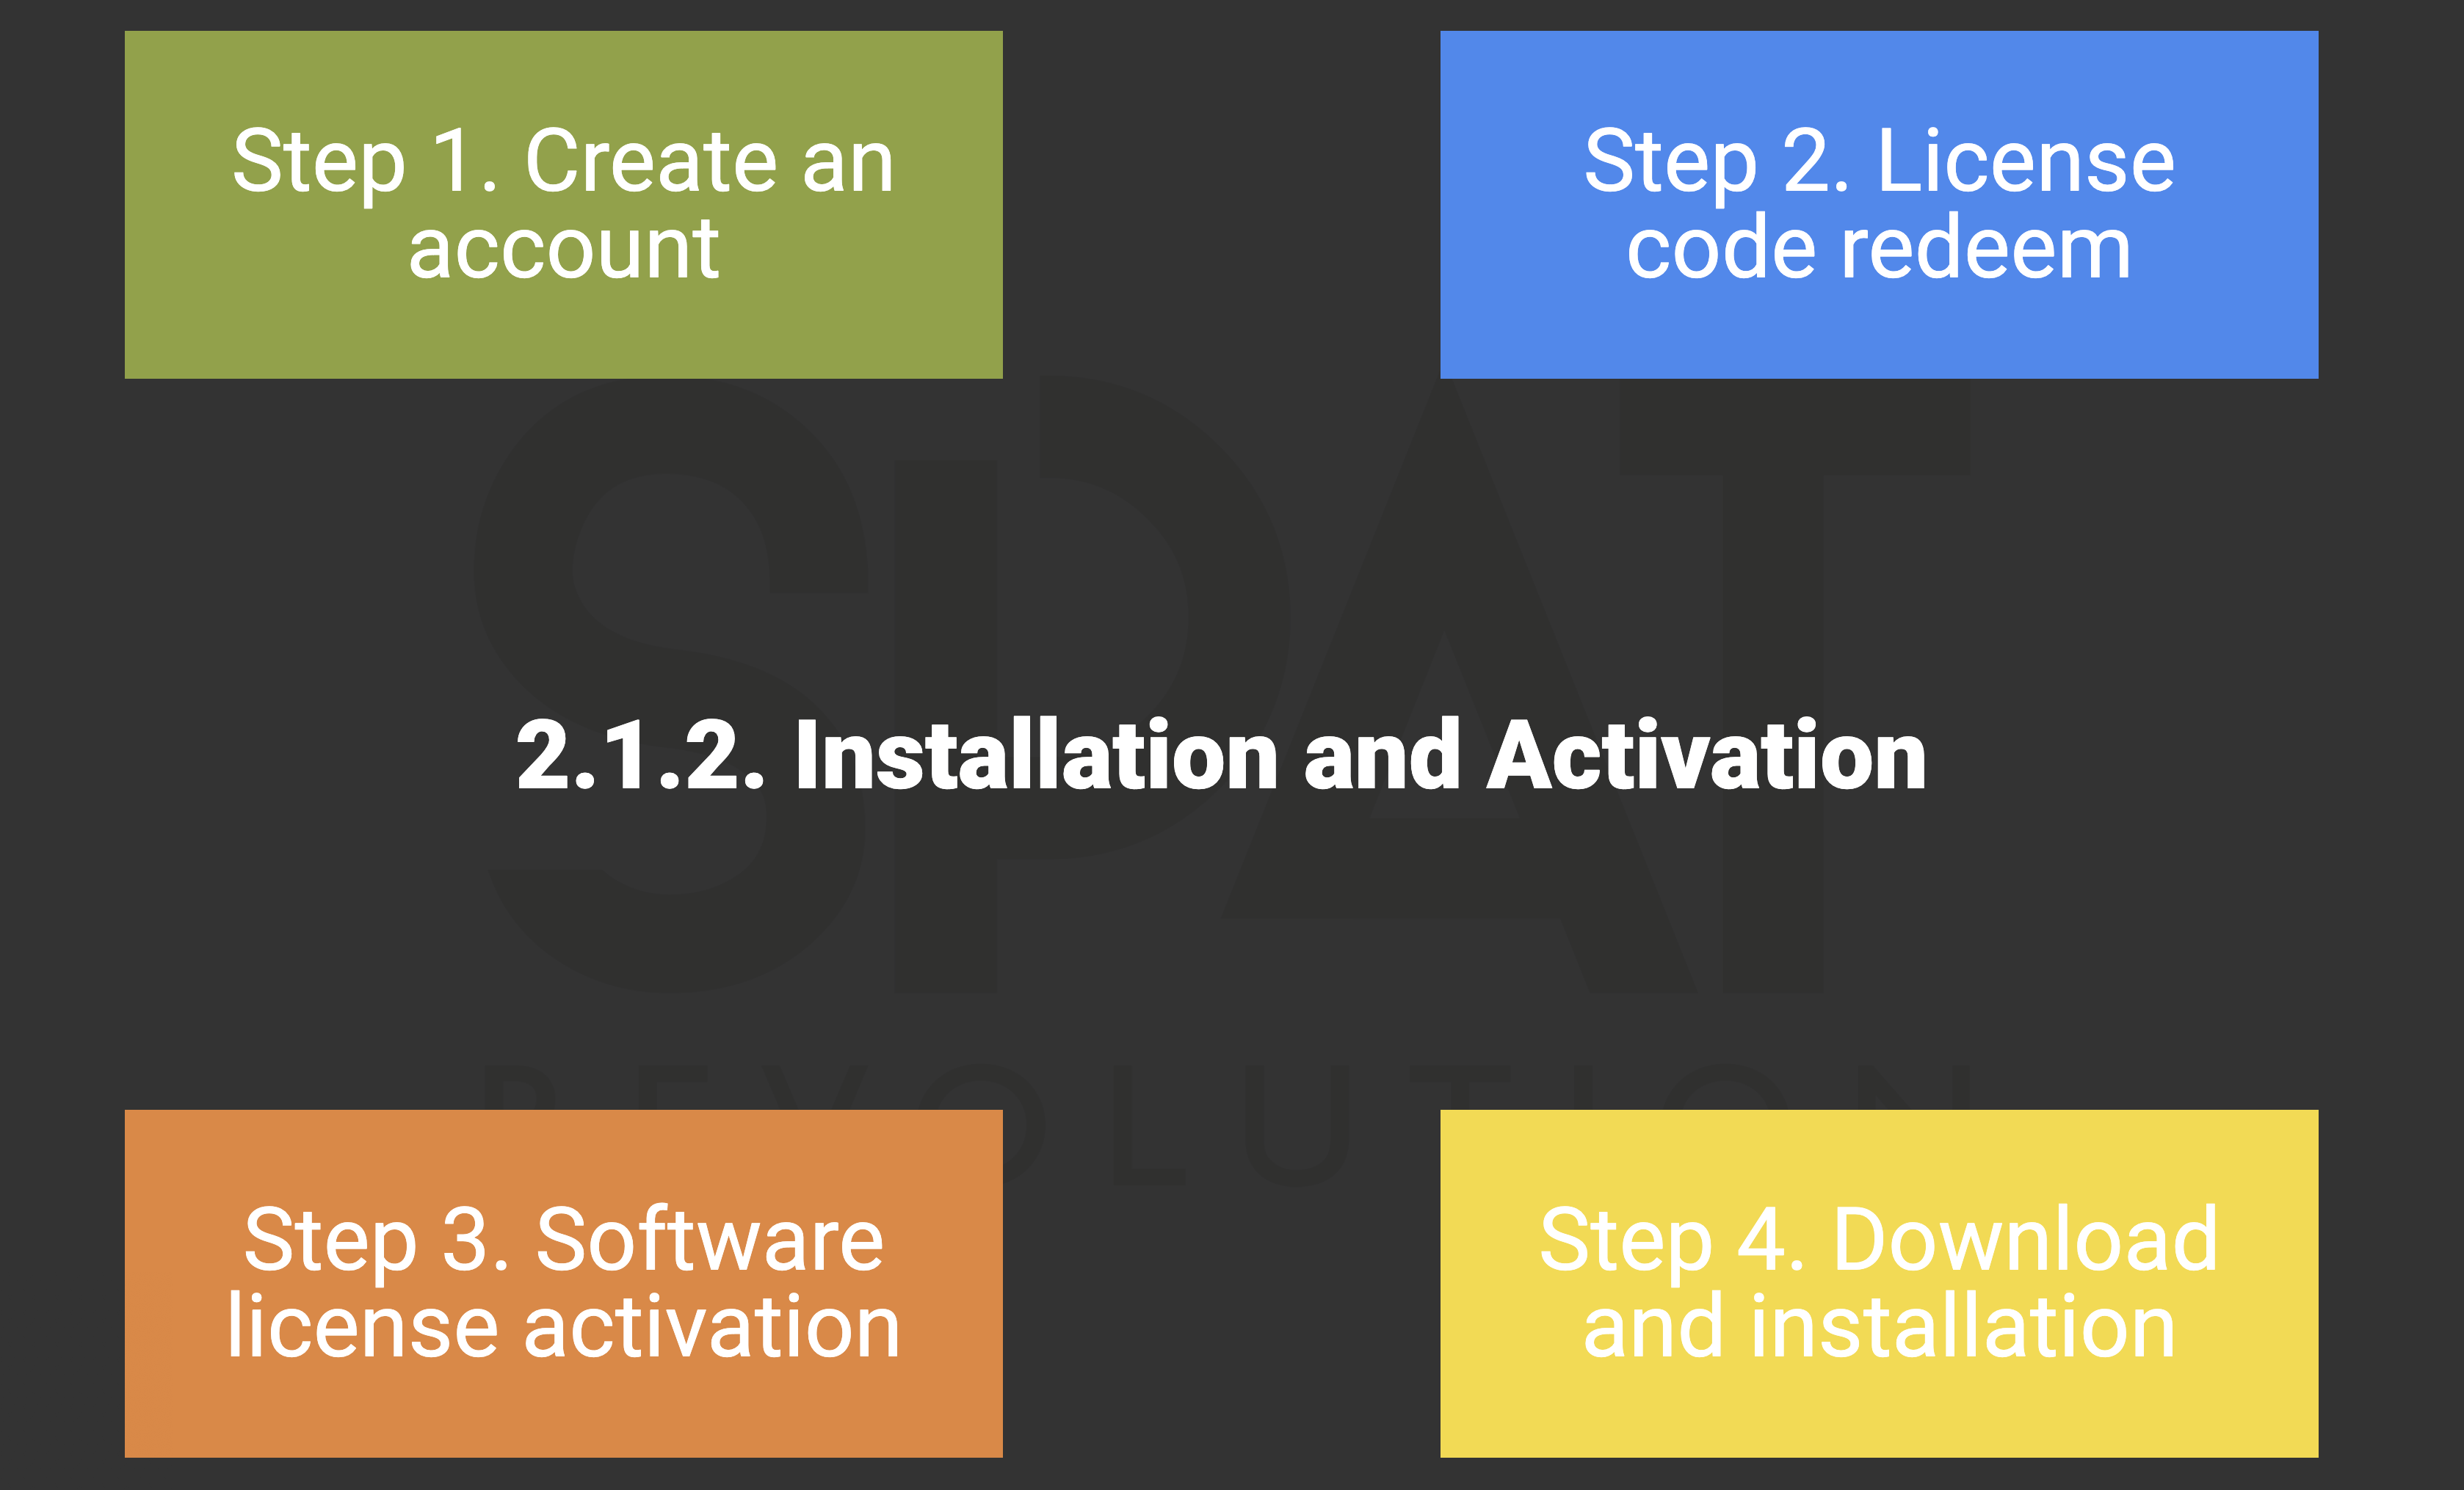 Step 1. Create an
account
Step 2. License
code redeem
SPAT
2.1.2. Installation and Activation
REVOLUTION
Step 3. Software
license activation
Step 4. Download
and installation